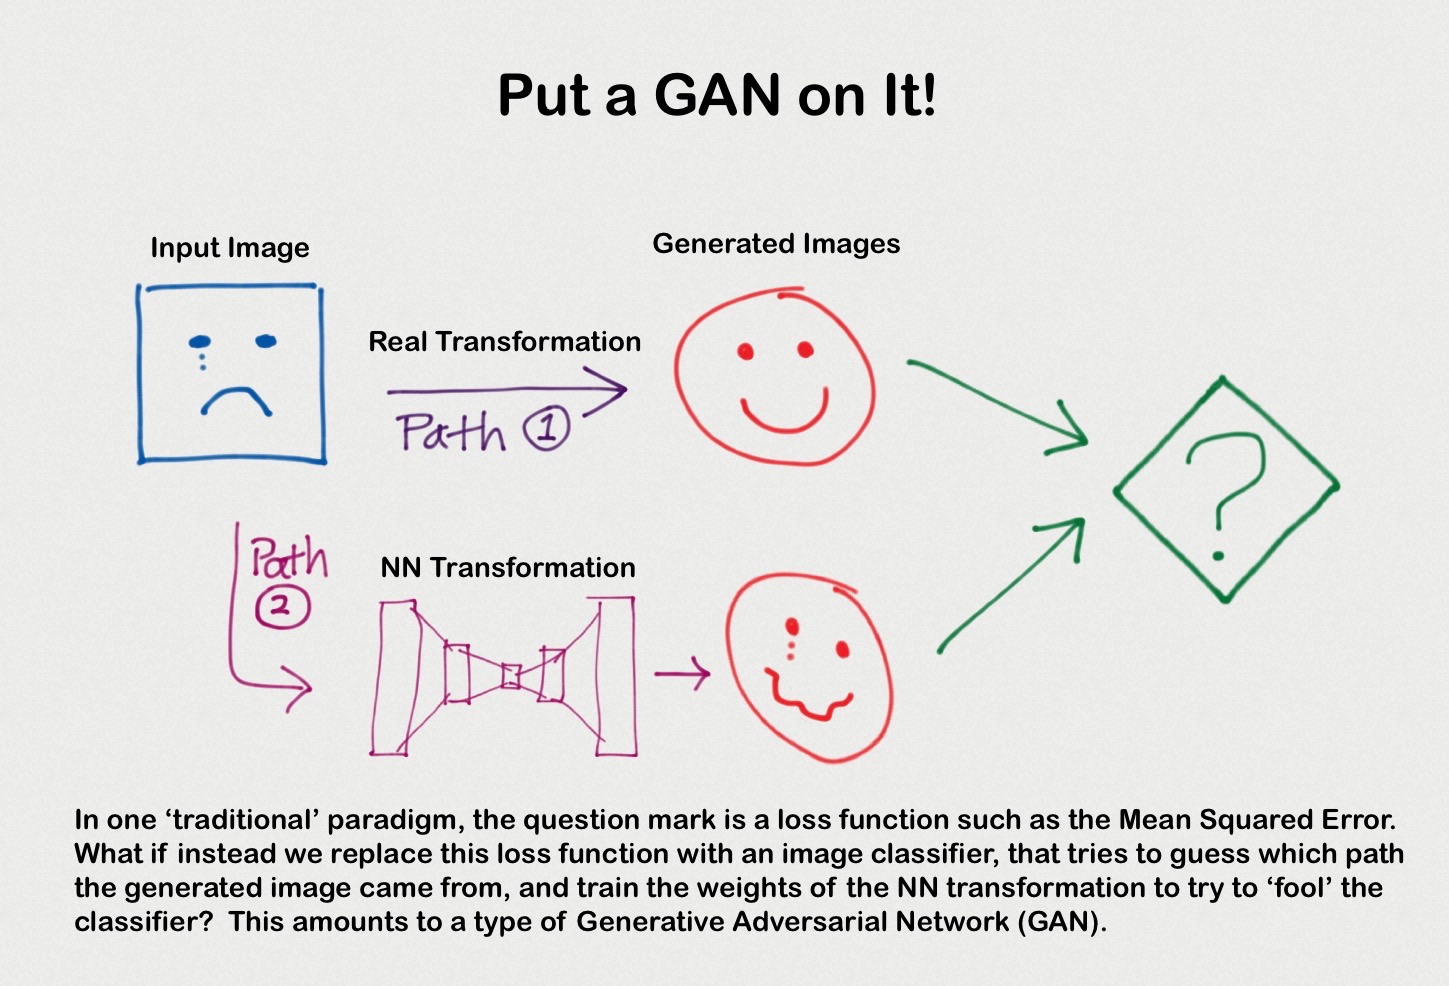 Put a GAN on It!
Input Image
Generated Images
Real Transformation
Path 1
Path
2
NN Transformation
?
In one ‘traditional’ paradigm, the question mark is a loss function such as the Mean Squared Error.
What if instead we replace this loss function with an image classifier, that tries to guess which path
the generated image came from, and train the weights of the NN transformation to try to ‘fool’ the
classifier?  This amounts to a type of Generative Adversarial Network (GAN).